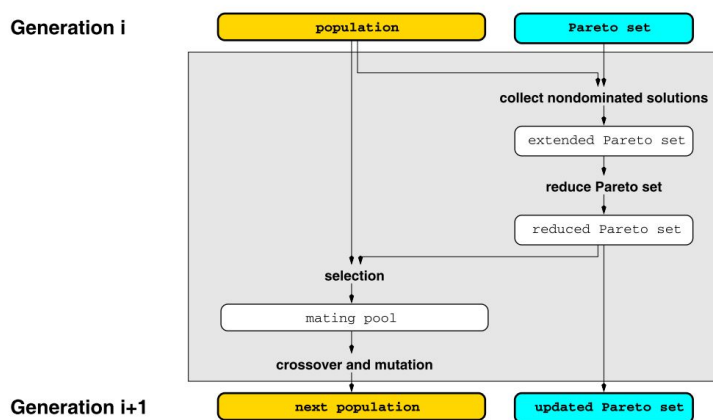 Generation i
population
Pareto set
collect nondominated solutions
extended Pareto set
reduce Pareto set
reduced Pareto set
selection
mating pool
crossover and mutation
Generation i+1
next population
updated Pareto set